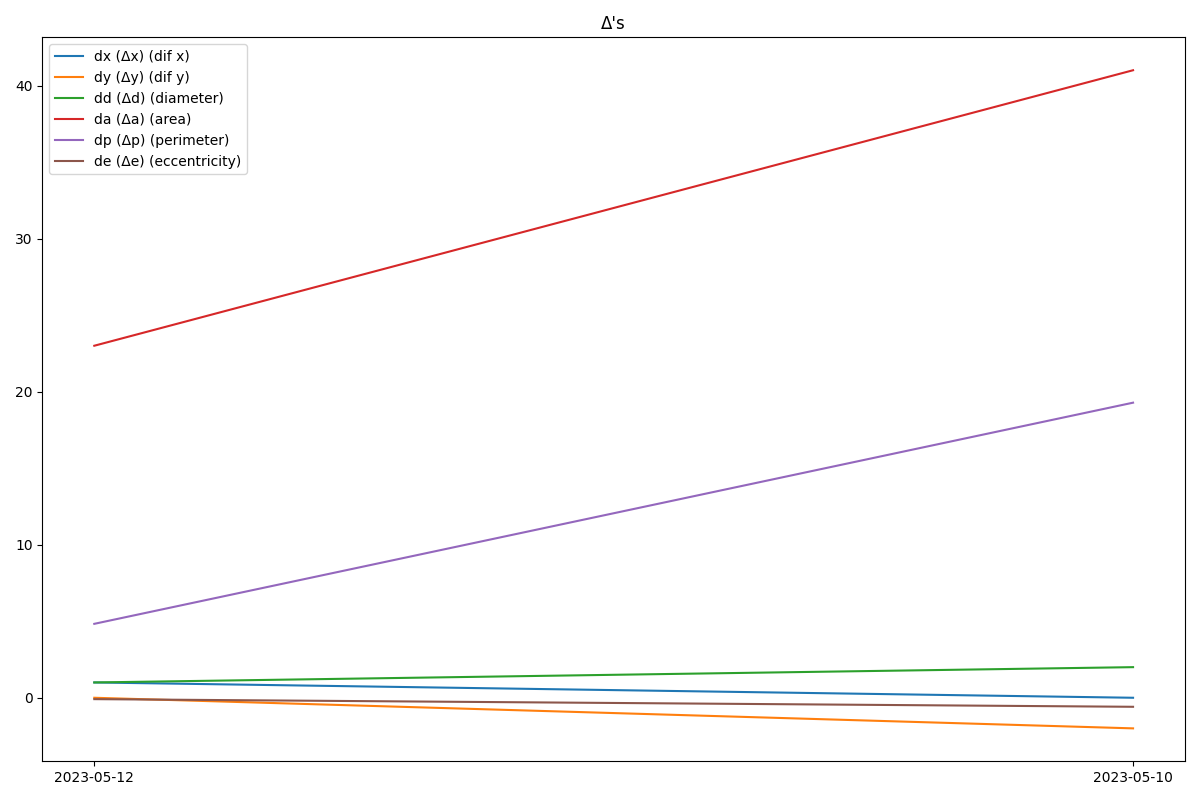 Δ's
dx (Δx) (dif x)
dy (Δy) (dif y)
dd (Δd) (diameter)
da (Δa) (area)
dp (Δp) (perimeter)
de (Δe) (eccentricity)
40
30
20
10
0
2023-05-12
2023-05-10